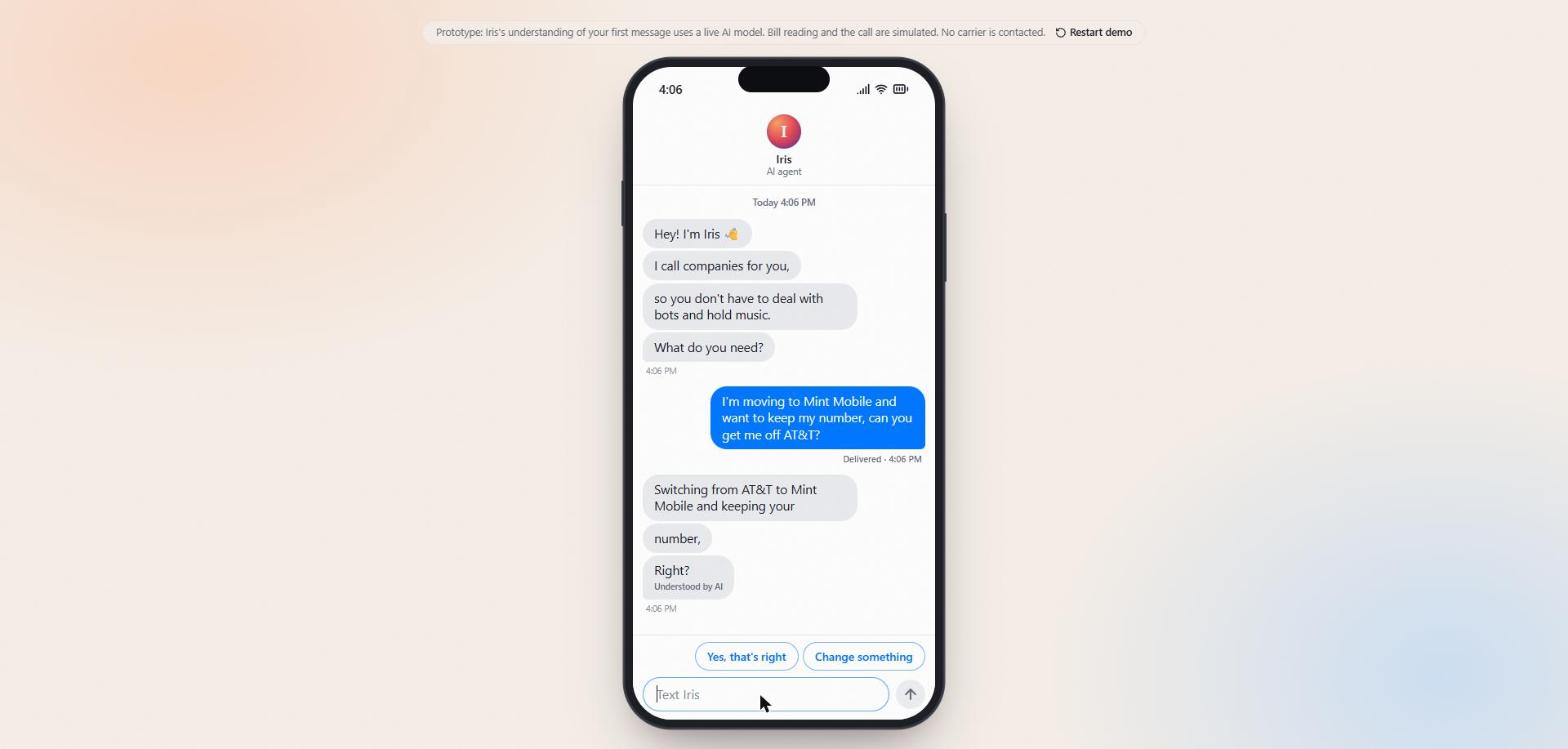 Prototype: Iris's understanding of your first message uses a live AI model. Bill reading and the call are simulated. No carrier is contacted. Restart demo
4:06
I
Iris
AI agent
Today 4:06 PM
Hey! I'm Iris 👋
I call companies for you,
so you don't have to deal with
bots and hold music.
What do you need?
4:06 PM
I'm moving to Mint Mobile and
want to keep my number, can you
get me off AT&T?
Delivered · 4:06 PM
Switching from AT&T to Mint
Mobile and keeping your
number,
Right?
Understood by AI
4:06 PM
Yes, that's right
Change something
Text Iris